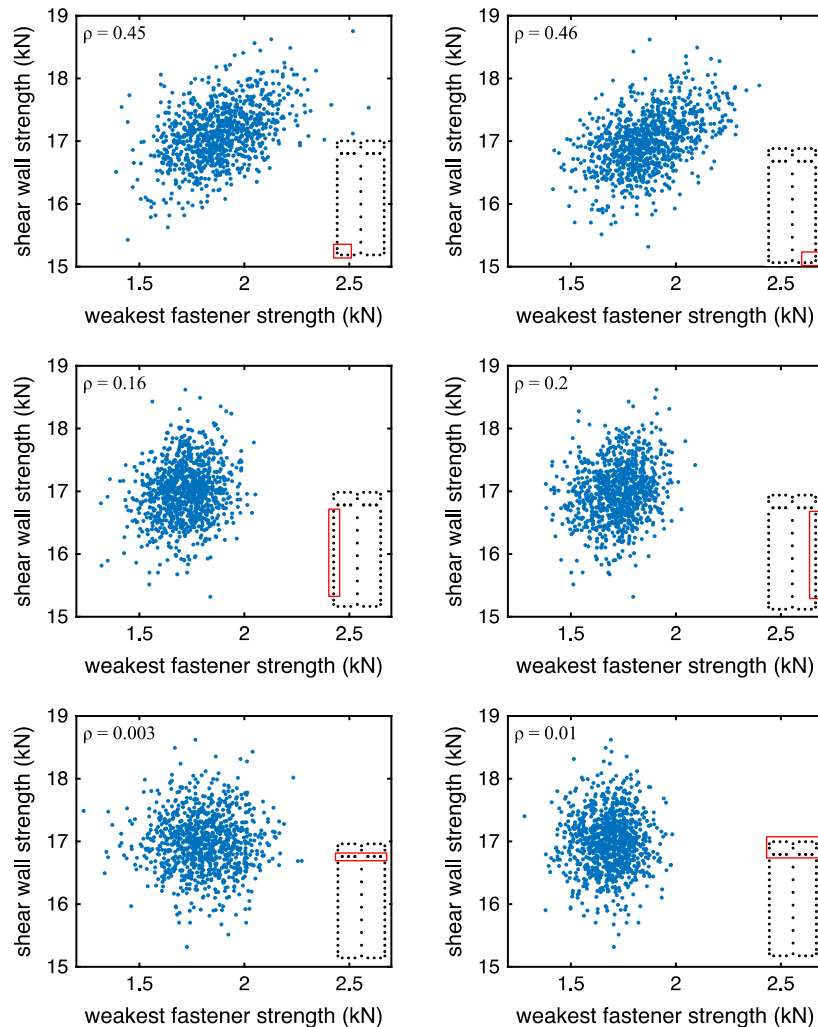 19
18
17
16
15
ρ = 0.45
shear wall strength (kN)
1.5
2
2.5
weakest fastener strength (kN)
19
18
17
16
15
ρ = 0.46
shear wall strength (kN)
1.5
2
2.5
weakest fastener strength (kN)
19
18
17
16
15
ρ = 0.16
shear wall strength (kN)
1.5
2
2.5
weakest fastener strength (kN)
19
18
17
16
15
ρ = 0.2
shear wall strength (kN)
1.5
2
2.5
weakest fastener strength (kN)
19
18
17
16
15
ρ = 0.003
shear wall strength (kN)
1.5
2
2.5
weakest fastener strength (kN)
19
18
17
16
15
ρ = 0.01
shear wall strength (kN)
1.5
2
2.5
weakest fastener strength (kN)